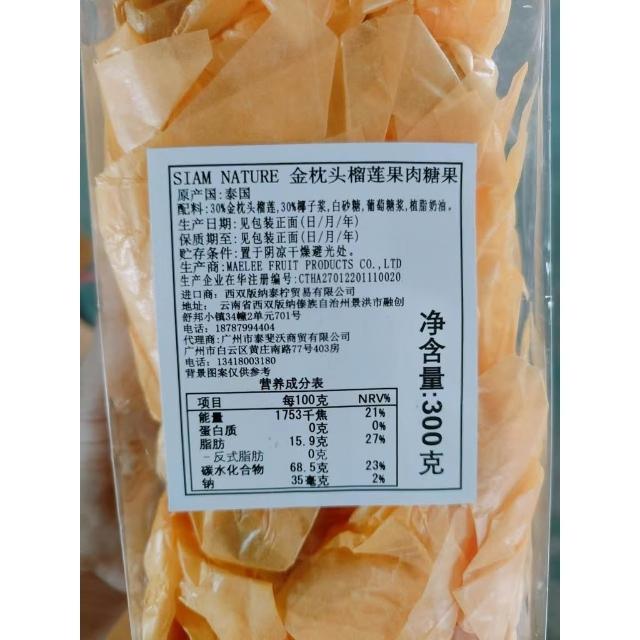 SIAM NATURE 金枕头榴莲果肉糖果
原产国:泰国
配料:30%金枕头榴莲,30%椰子浆,白砂糖,葡萄糖浆,植脂奶油。
生产日期:见包装正面(日/月/年)
保质期至:见包装正面(日/月/年)
贮存条件:置于阴凉干燥避光处。
生产商:MAELEE FRUIT PRODUCTS CO.,LTD
生产企业在华注册编号:CTHA27012201110020
进口商：西双版纳泰柠贸易有限公司
地址： 云南省西双版纳傣族自治州景洪市融创
舒邦小镇34幢2单元701号
电话：18787994404
代理商:广州市泰斐沃商贸有限公司
广州市白云区黄庄南路77号403房
电话：13418003180
背景图案仅供参考
营养成分表
项目 每100克 NRV%
能量 1753千焦 21%
蛋白质 0克 0%
脂肪 15.9克 27%
－反式脂肪 0克
碳水化合物 68.5克 23%
钠 35毫克 2%
净含量:300克